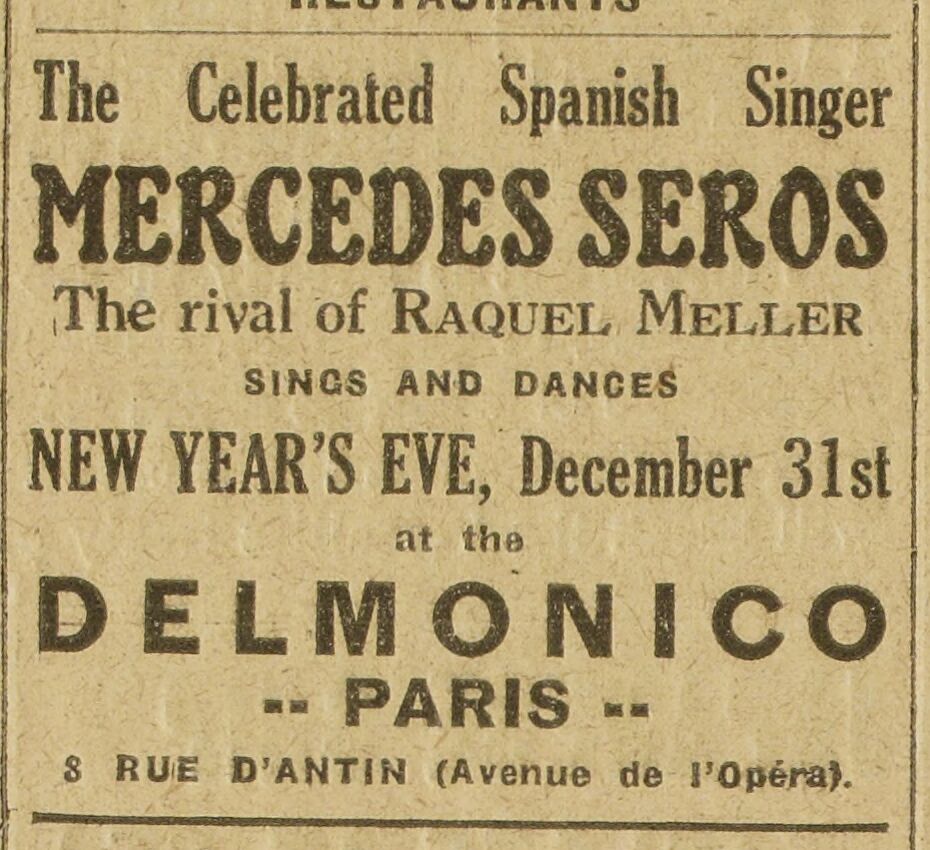 RESTAURANTS
The Celebrated Spanish Singer
MERCEDES SEROS
The rival of RAQUEL MELLER
SINGS AND DANCES
NEW YEAR'S EVE, December 31st
at the
DELMONICO
-- PARIS --
8 RUE D'ANTIN (Avenue de l'Opéra).